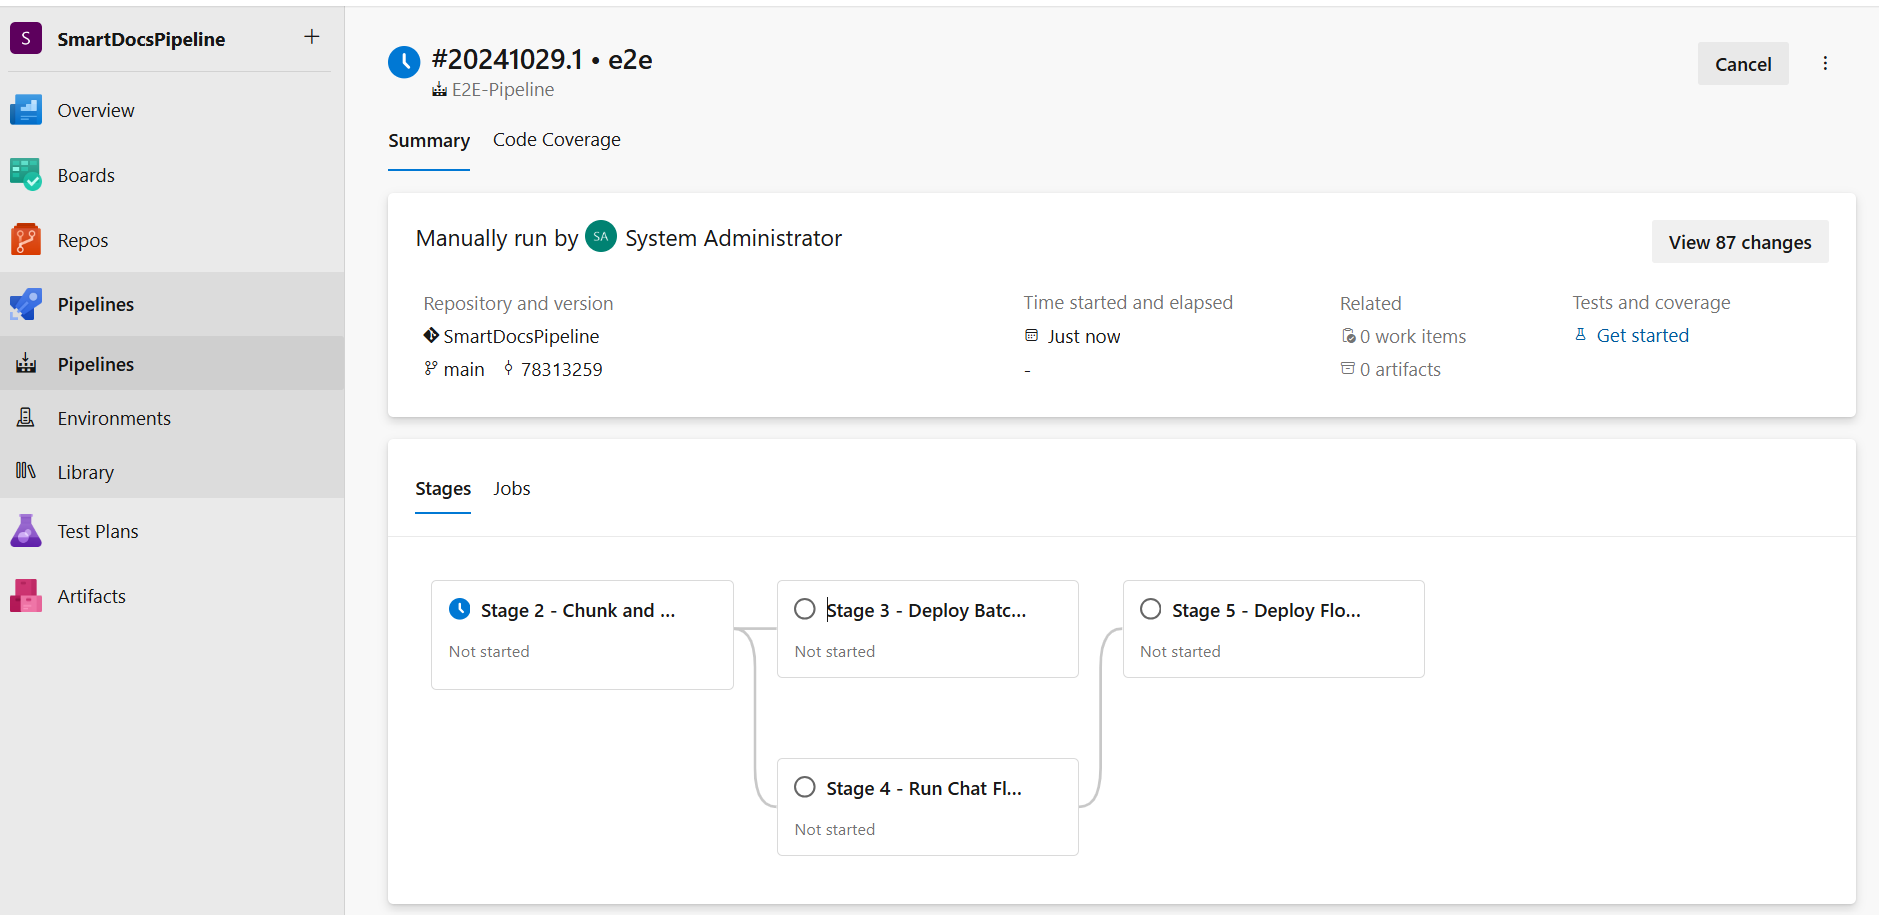 S SmartDocsPipeline +
Overview
Boards
Repos
Pipelines
Pipelines
Environments
Library
Test Plans
Artifacts
#20241029.1 • e2e
E2E-Pipeline
Cancel
Summary Code Coverage
Manually run by SA System Administrator
View 87 changes
Repository and version
SmartDocsPipeline
main 78313259
Time started and elapsed
Just now
-
Related
0 work items
0 artifacts
Tests and coverage
Get started
Stages Jobs
Stage 2 - Chunk and ...
Not started
Stage 3 - Deploy Batc...
Not started
Stage 5 - Deploy Flo...
Not started
Stage 4 - Run Chat Fl...
Not started